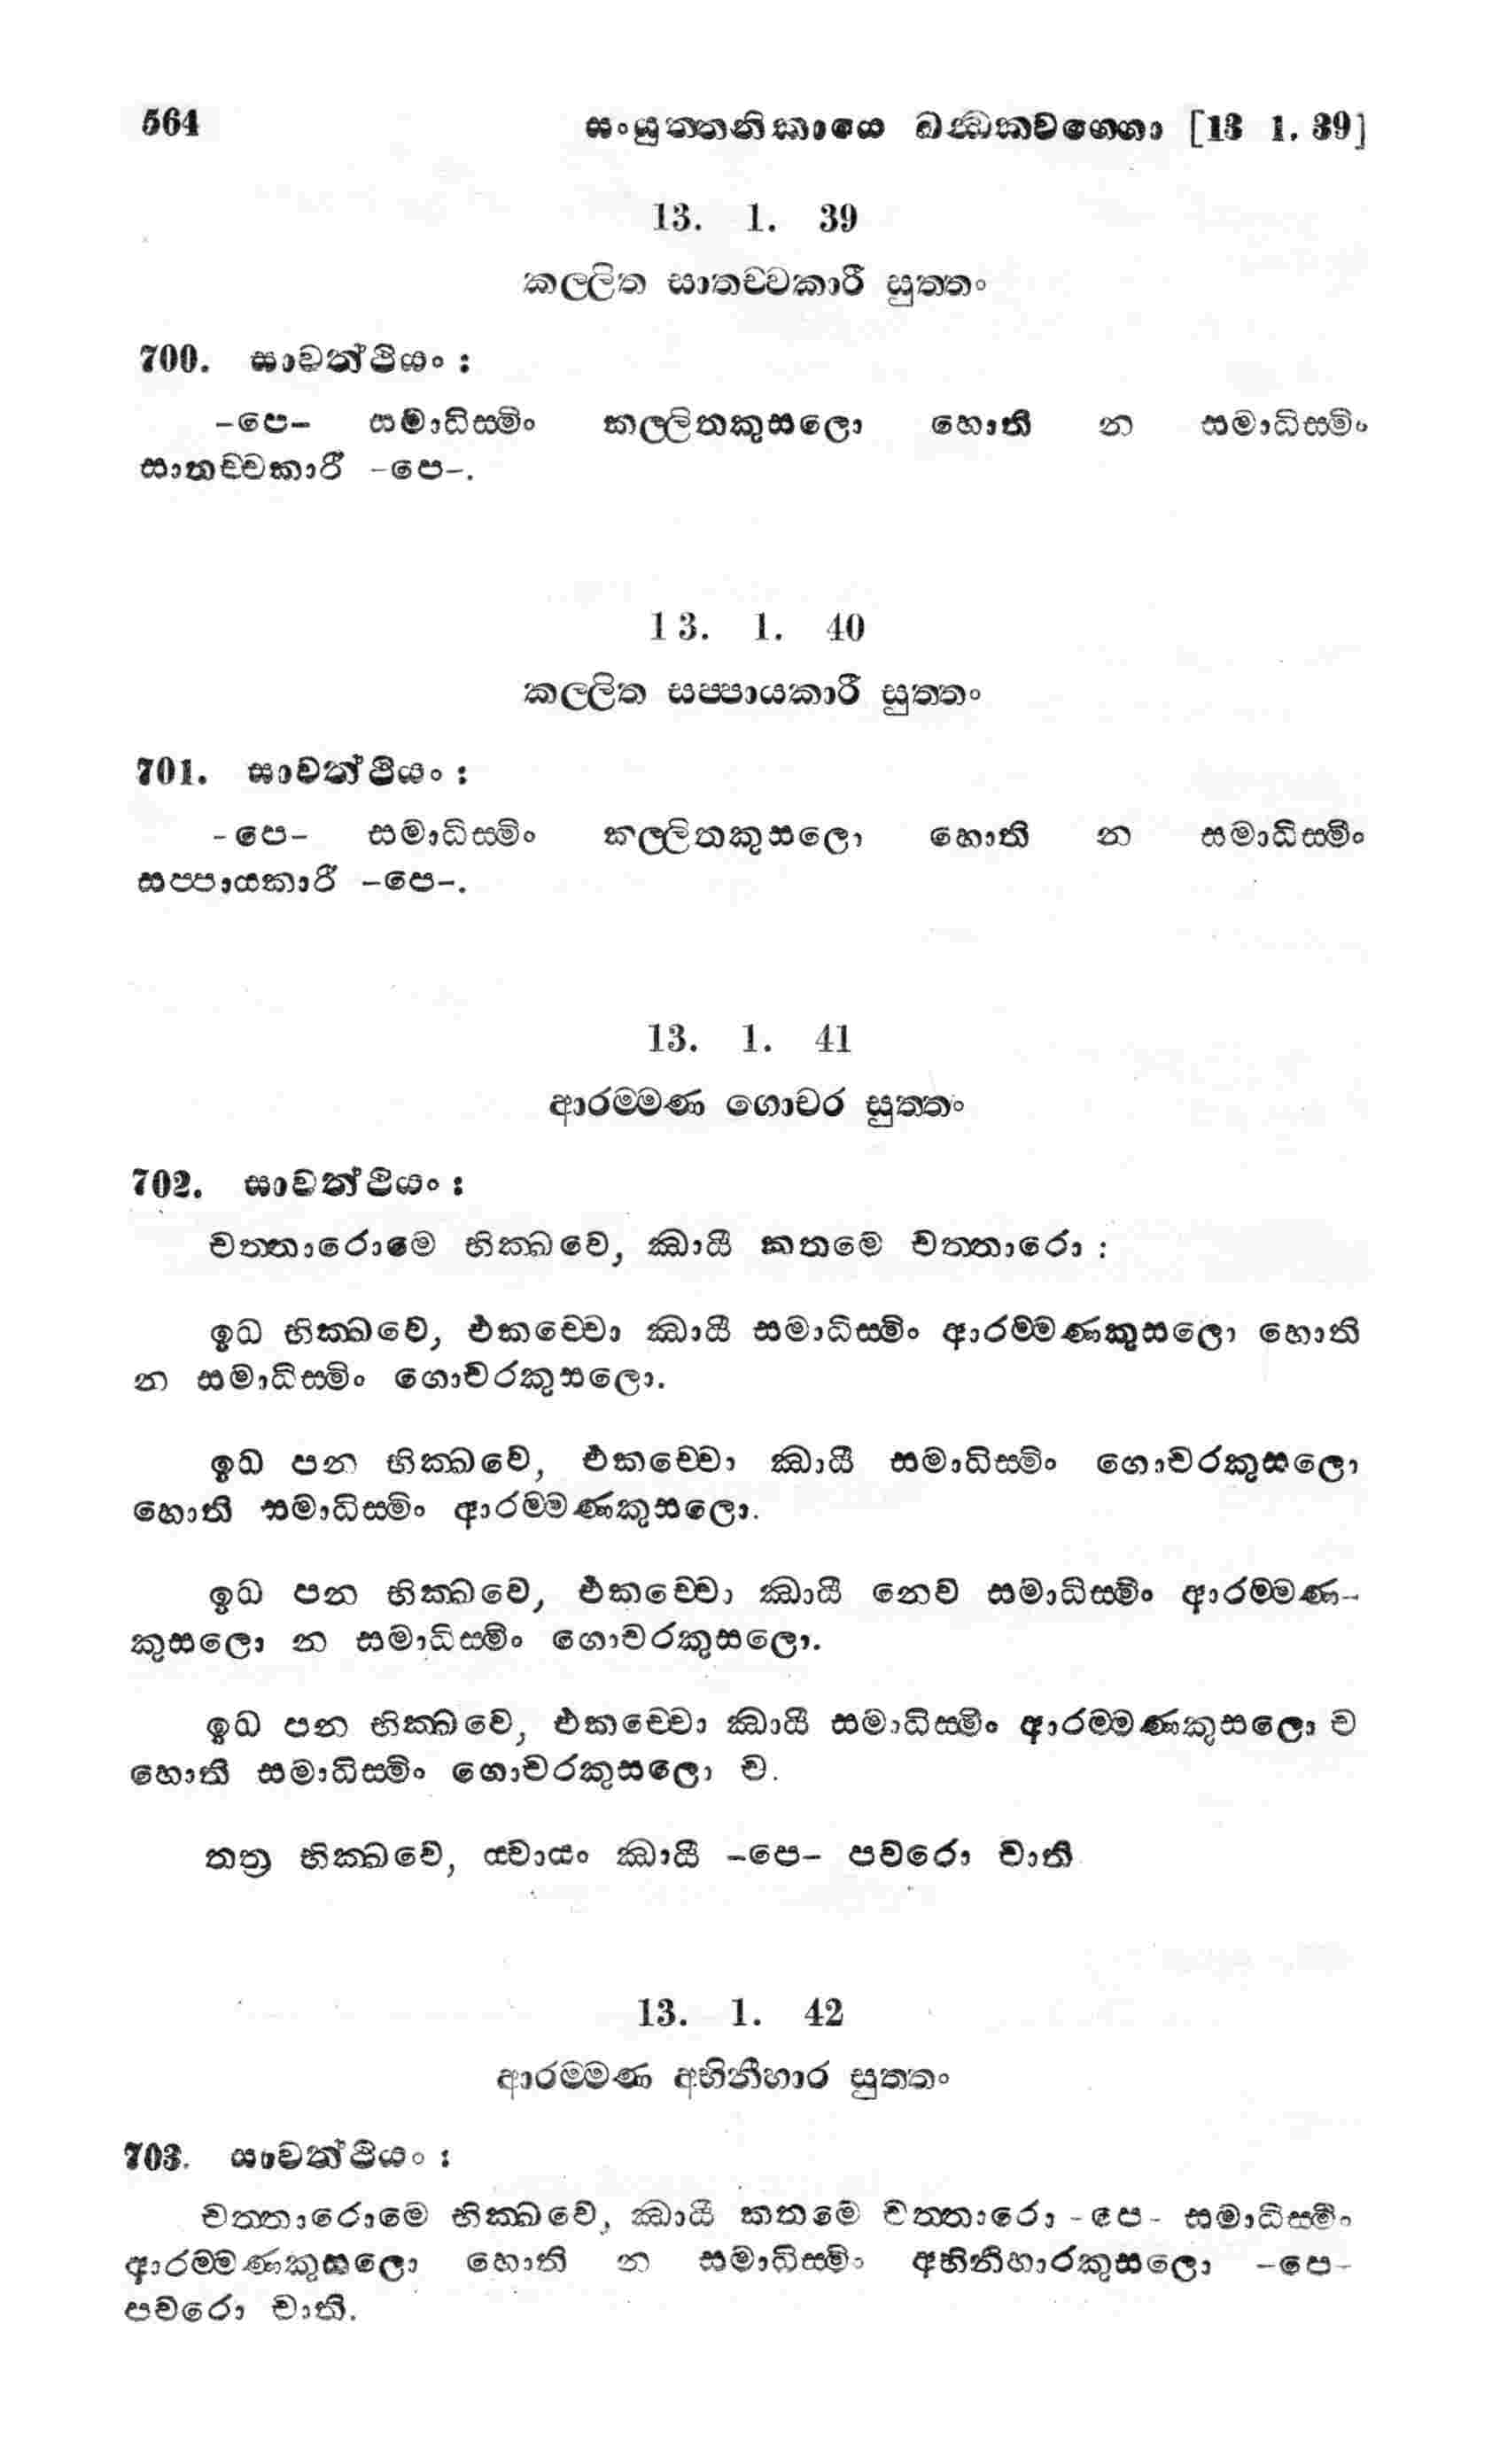 564 සංයුත්තනිකායෙ ඛන්ධකවග්ගො [13 1. 39]
13. 1. 39
කල්ලිත සාතච්චකාරී සුත්තං
700. සාවත්ථියං :
-පෙ- සමාධිස්මිං කල්ලිතකුසලො හොති න සමාධිස්මිං
සාතච්චකාරී -පෙ-.
13. 1. 40
කල්ලිත සප්පායකාරී සුත්තං
701. සාවත්ථියං :
-පෙ- සමාධිස්මිං කල්ලිතකුසලො හොති න සමාධිස්මිං
සප්පායකාරී -පෙ-.
13. 1. 41
ආරම්මණ ගොචර සුත්තං
702. සාවත්ථියං :
චත්තාරොමෙ භික්ඛවෙ, ඣායී කතමෙ චත්තාරො :
ඉධ භික්ඛවෙ, එකච්චො ඣායී සමාධිස්මිං ආරම්මණකුසලො හොති
න සමාධිස්මිං ගොචරකුසලො.
ඉධ පන භික්ඛවෙ, එකච්චො ඣායී සමාධිස්මිං ගොචරකුසලො
හොති සමාධිස්මිං ආරම්මණකුසලො.
ඉධ පන භික්ඛවෙ, එකච්චො ඣායී නෙව සමාධිස්මිං ආරම්මණ-
කුසලො න සමාධිස්මිං ගොචරකුසලො.
ඉධ පන භික්ඛවෙ, එකච්චො ඣායී සමාධිස්මිං ආරම්මණකුසලො ච
හොති සමාධිස්මිං ගොචරකුසලො ච.
තත්‍ර භික්ඛවෙ, ය්වායං ඣායී -පෙ- පවරො චාති
13. 1. 42
ආරම්මණ අභිනීහාර සුත්තං
703. සාවත්ථියං :
චත්තාරොමෙ භික්ඛවෙ, ඣායී කතමෙ චත්තාරො -පෙ- සමාධිස්මිං
ආරම්මණකුසලො හොති න සමාධිස්මිං අභිනීහාරකුසලො -පෙ-
පවරො චාති.